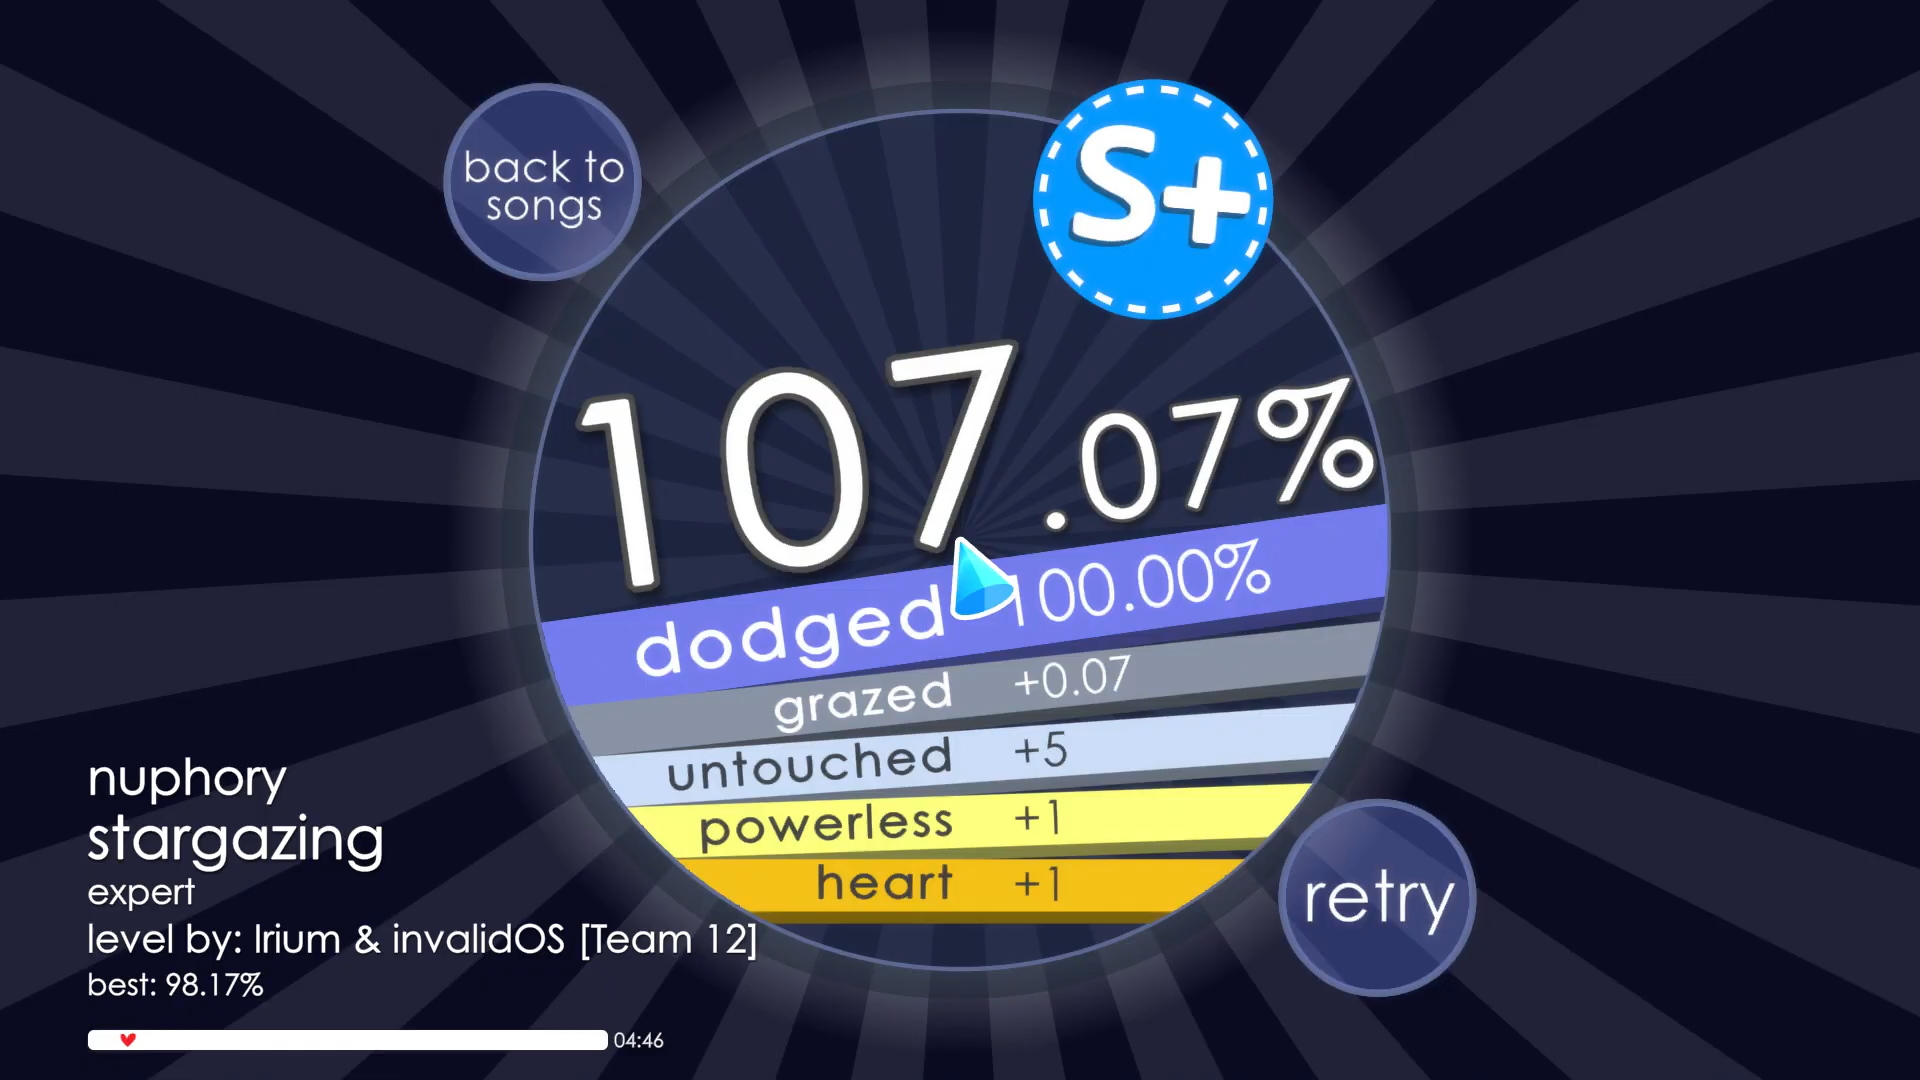 back to
songs
S+
107.07%
dodged 100.00%
grazed +0.07
untouched +5
powerless +1
heart +1
retry
nuphory
stargazing
expert
level by: Irium & invalidOS [Team 12]
best: 98.17%
04:46